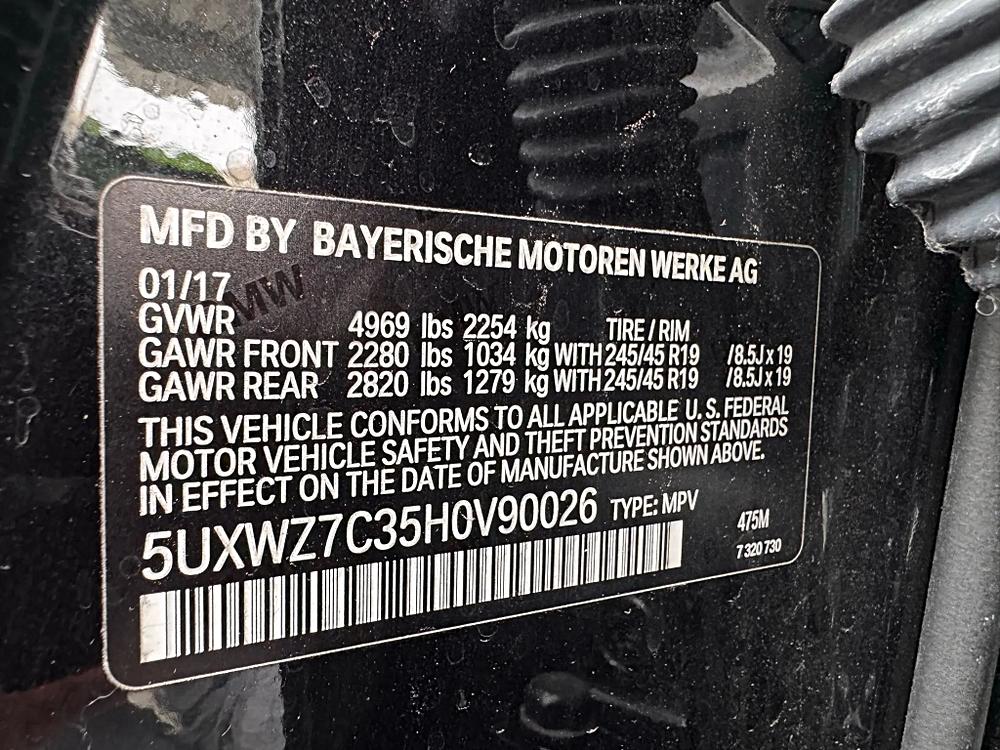 MFD BY BAYERISCHE MOTOREN WERKE AG
01/17
GVWR 4969 lbs 2254 kg TIRE / RIM
GAWR FRONT 2280 lbs 1034 kg WITH 245/45 R19 /8.5J x 19
GAWR REAR 2820 lbs 1279 kg WITH 245/45 R19 /8.5J x 19
THIS VEHICLE CONFORMS TO ALL APPLICABLE U. S. FEDERAL
MOTOR VEHICLE SAFETY AND THEFT PREVENTION STANDARDS
IN EFFECT ON THE DATE OF MANUFACTURE SHOWN ABOVE.
5UXWZ7C35H0V90026 TYPE: MPV
475M
7 320 730
BMW